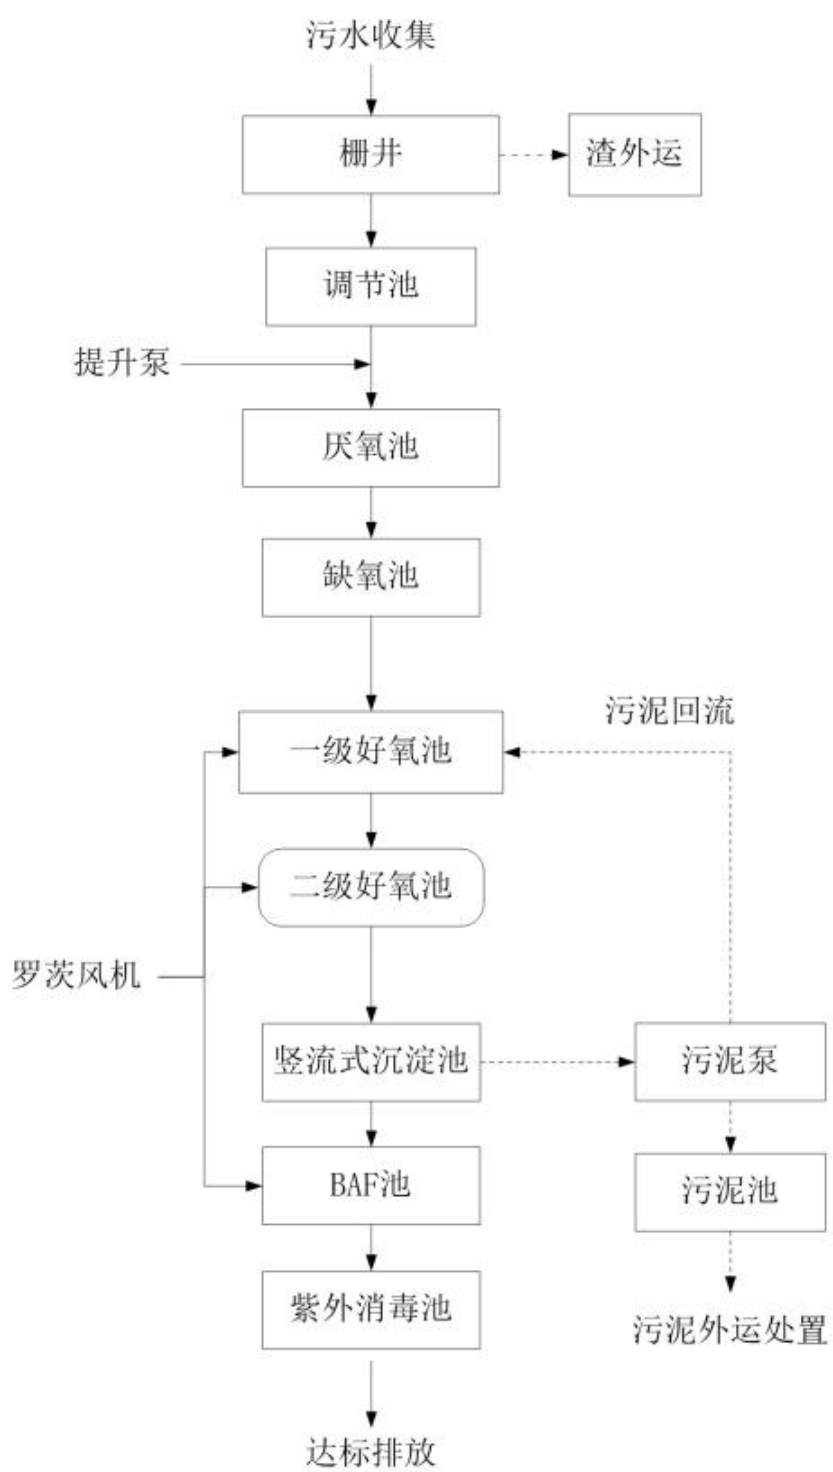 污水收集
栅井
渣外运
调节池
提升泵
厌氧池
缺氧池
污泥回流
一级好氧池
二级好氧池
罗茨风机
竖流式沉淀池
污泥泵
BAF池
污泥池
紫外消毒池
污泥外运处置
达标排放